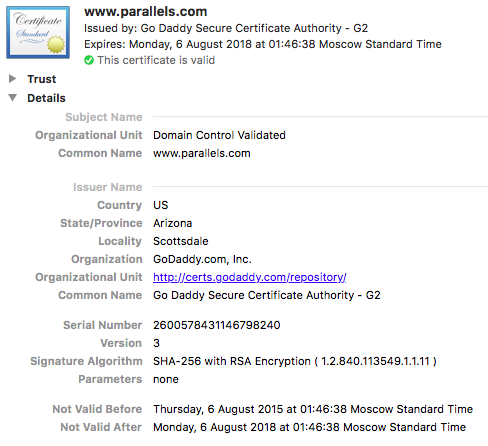 Certificate
Standard
www.parallels.com
Issued by: Go Daddy Secure Certificate Authority - G2
Expires: Monday, 6 August 2018 at 01:46:38 Moscow Standard Time
This certificate is valid
Trust
Details
Subject Name
Organizational Unit Domain Control Validated
Common Name www.parallels.com
Issuer Name
Country US
State/Province Arizona
Locality Scottsdale
Organization GoDaddy.com, Inc.
Organizational Unit http://certs.godaddy.com/repository/
Common Name Go Daddy Secure Certificate Authority - G2
Serial Number 2600578431146798240
Version 3
Signature Algorithm SHA-256 with RSA Encryption ( 1.2.840.113549.1.1.11 )
Parameters none
Not Valid Before Thursday, 6 August 2015 at 01:46:38 Moscow Standard Time
Not Valid After Monday, 6 August 2018 at 01:46:38 Moscow Standard Time